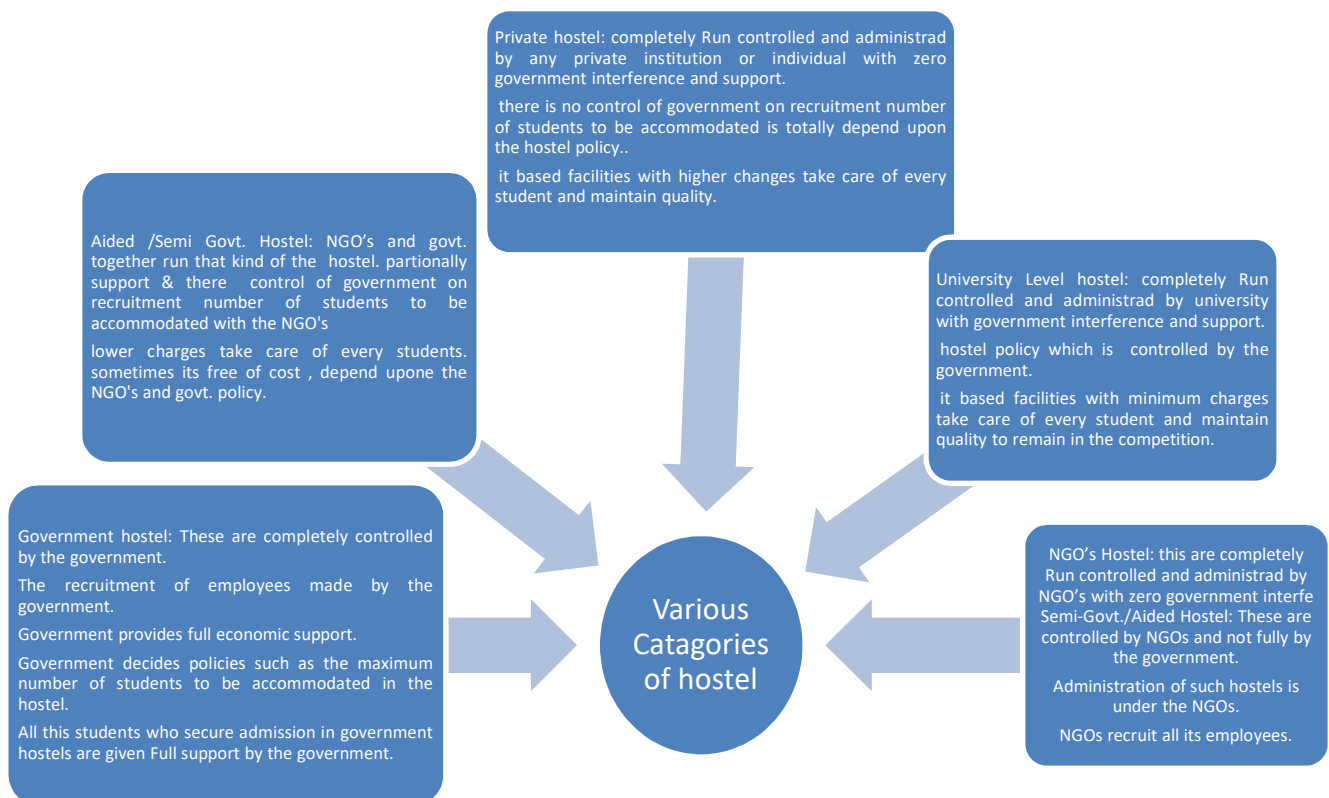 Private hostel: completely Run controlled and administrad
by any private institution or individual with zero
government interference and support.
there is no control of government on recruitment number
of students to be accommodated is totally depend upon
the hostel policy..
it based facilities with higher changes take care of every
student and maintain quality.
Aided /Semi Govt. Hostel: NGO’s and govt.
together run that kind of the hostel. partionally
support & there control of government on
recruitment number of students to be
accommodated with the NGO's
lower charges take care of every students.
sometimes its free of cost , depend upone the
NGO's and govt. policy.
University Level hostel: completely Run
controlled and administrad by university
with government interference and support.
hostel policy which is controlled by the
government.
it based facilities with minimum charges
take care of every student and maintain
quality to remain in the competition.
Government hostel: These are completely controlled
by the government.
The recruitment of employees made by the
government.
Government provides full economic support.
Government decides policies such as the maximum
number of students to be accommodated in the
hostel.
All this students who secure admission in government
hostels are given Full support by the government.
Various
Catagories
of hostel
NGO’s Hostel: this are completely
Run controlled and administrad by
NGO’s with zero government interfe
Semi-Govt./Aided Hostel: These are
controlled by NGOs and not fully by
the government.
Administration of such hostels is
under the NGOs.
NGOs recruit all its employees.